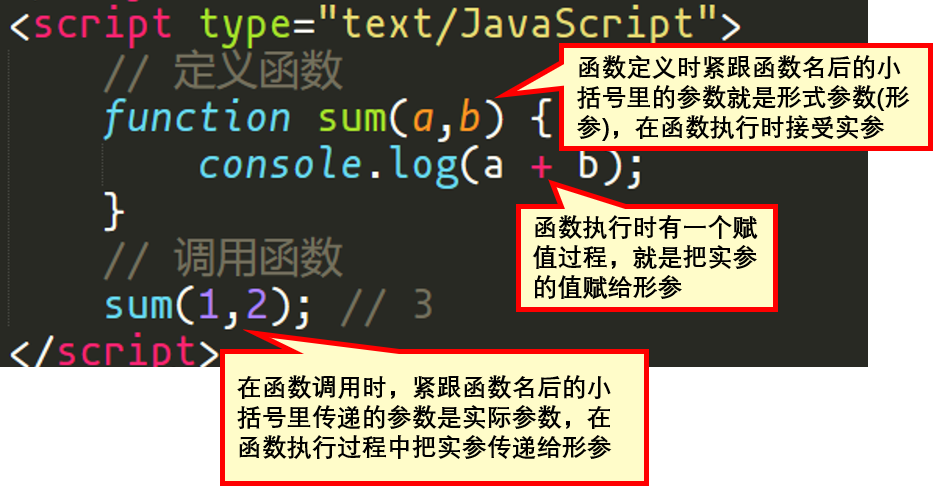 <script type="text/JavaScript">
// 定义函数
function sum(a,b) {
console.log(a + b);
}
// 调用函数
sum(1,2); // 3
</script>
函数定义时紧跟函数名后的小
括号里的参数就是形式参数(形
参)，在函数执行时接受实参
函数执行时有一个赋
值过程，就是把实参
的值赋给形参
在函数调用时，紧跟函数名后的小
括号里传递的参数是实际参数，在
函数执行过程中把实参传递给形参